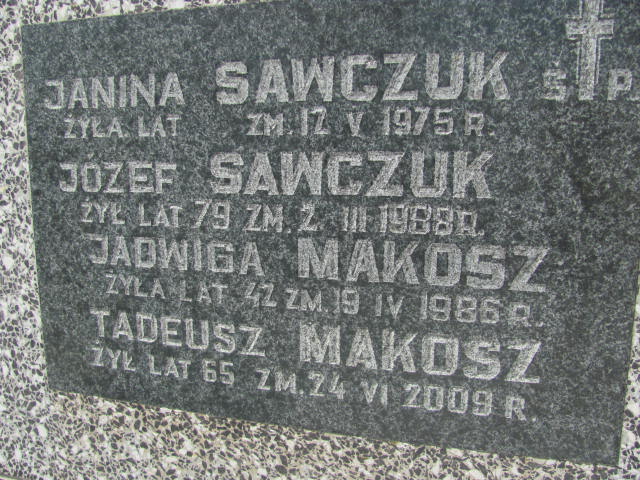 JANINA SAWCZUK Ś P
ŻYŁA LAT ZM. 12 V 1975 R.
JÓZEF SAWCZUK
ŻYŁ LAT 79 ZM. 2. III 1988 R.
JADWIGA MAKOSZ
ŻYŁA LAT 42 ZM. 19 IV 1986 R.
TADEUSZ MAKOSZ
ŻYŁ LAT 65 ZM. 24 VI 2009 R.